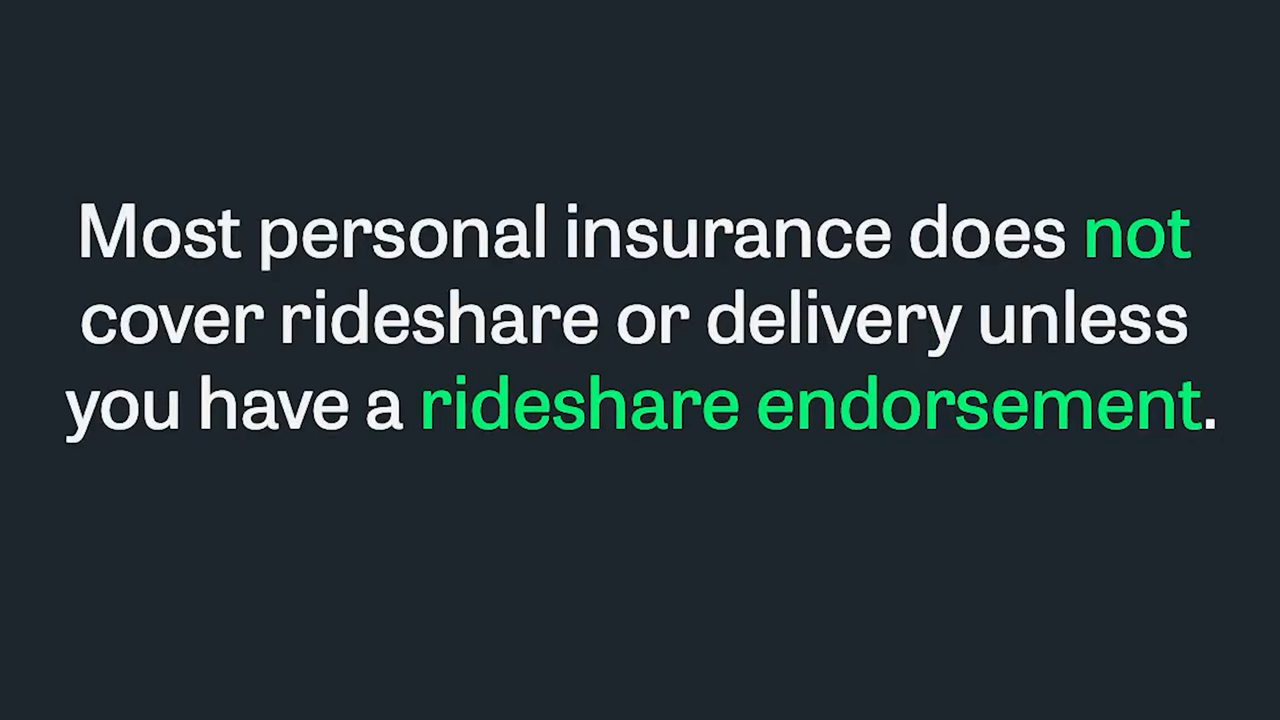 Most personal insurance does not
cover rideshare or delivery unless
you have a rideshare endorsement.